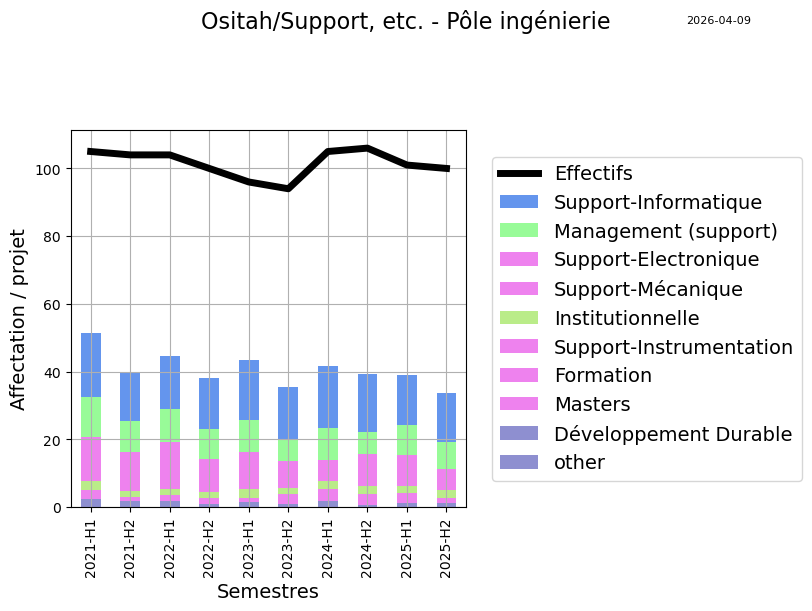 Ositah/Support, etc. - Pôle ingénierie
2026-04-09
Affectation / projet
100
80
60
40
20
0
2021-H1
2021-H2
2022-H1
2022-H2
2023-H1
2023-H2
2024-H1
2024-H2
2025-H1
2025-H2
Semestres
Effectifs
Support-Informatique
Management (support)
Support-Electronique
Support-Mécanique
Institutionnelle
Support-Instrumentation
Formation
Masters
Développement Durable
other